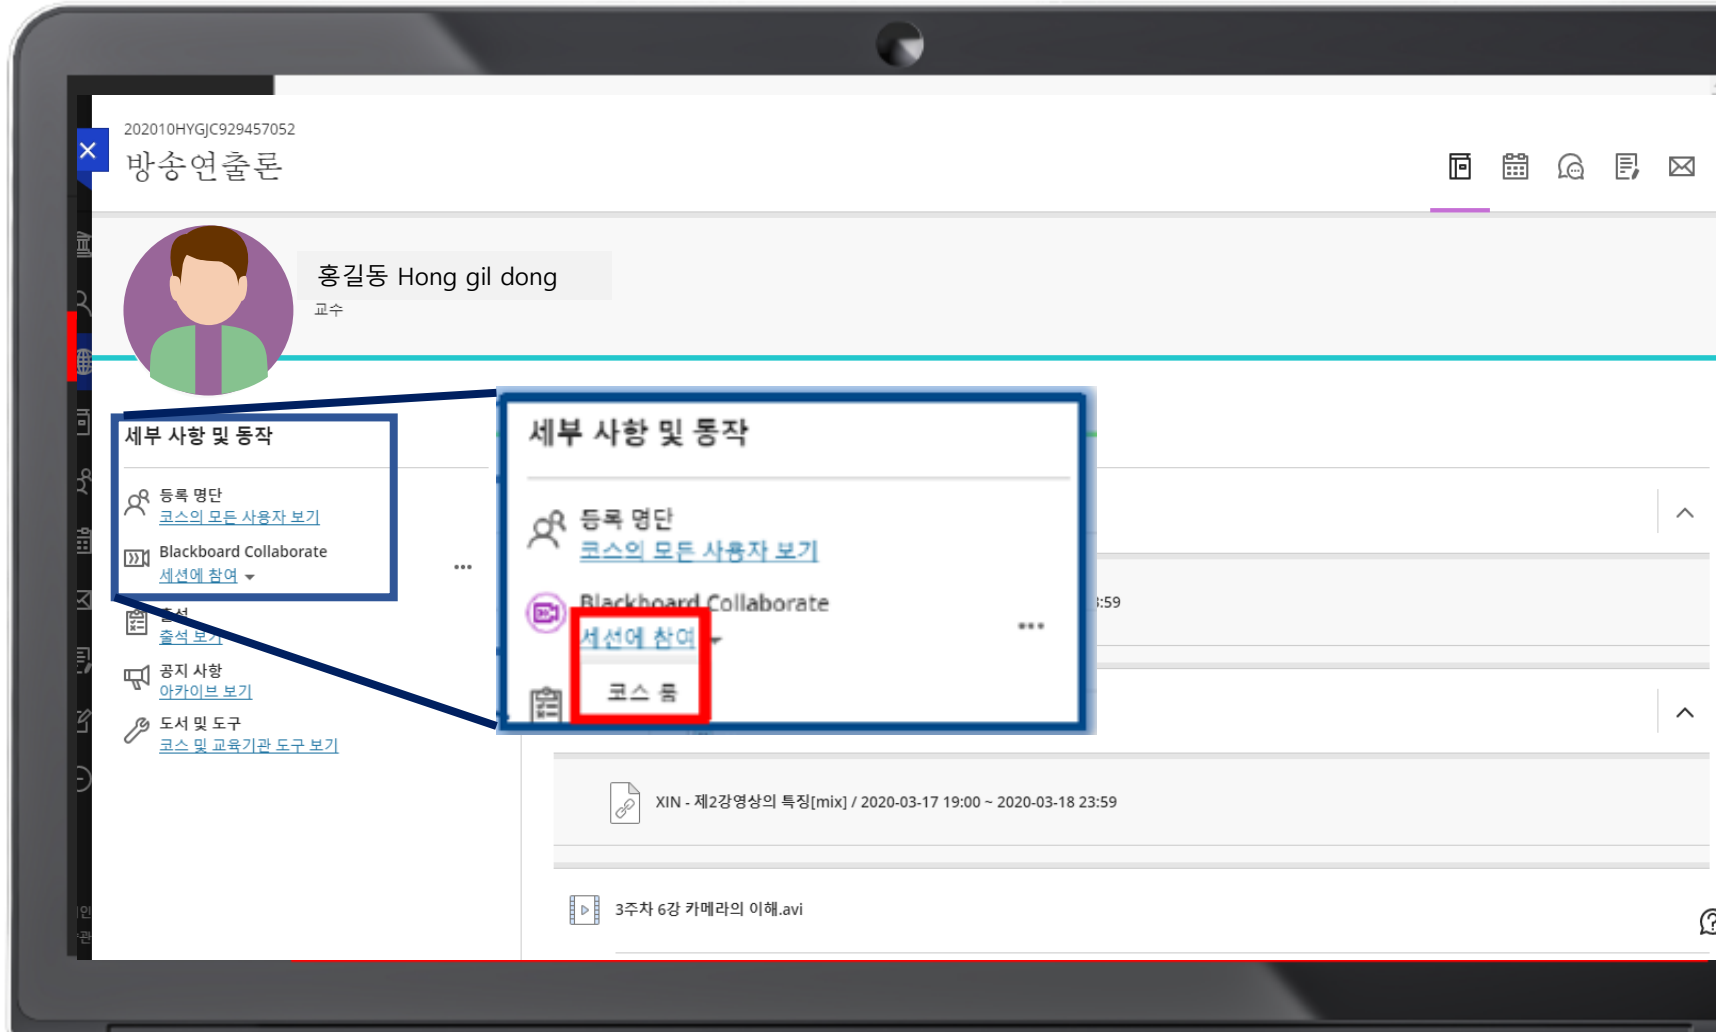 202010HYGJC929457052
방송연출론
홍길동 Hong gil dong
교수
세부 사항 및 동작
등록 명단
코스의 모든 사용자 보기
Blackboard Collaborate
세션에 참여
출석
출석 보기
공지 사항
아카이브 보기
도서 및 도구
코스 및 교육기관 도구 보기
세부 사항 및 동작
등록 명단
코스의 모든 사용자 보기
Blackboard Collaborate
세션에 참여
코스 룸
:59
XIN - 제2강영상의 특징[mix] / 2020-03-17 19:00 ~ 2020-03-18 23:59
3주차 6강 카메라의 이해.avi